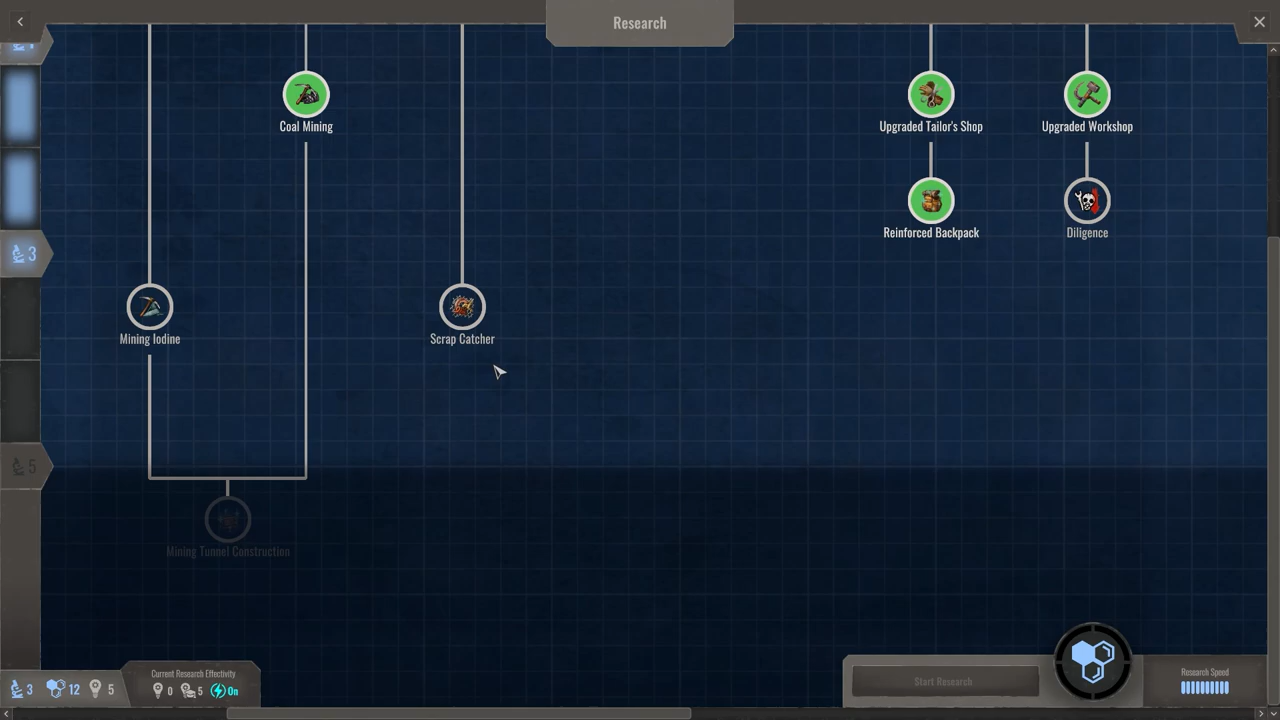 Research
Coal Mining
Upgraded Tailor's Shop
Upgraded Workshop
Reinforced Backpack
Diligence
3
Mining Iodine
Scrap Catcher
5
Mining Tunnel Construction
3 12 5
Current Research Effectivity
0 5 On
Start Research
Research Speed